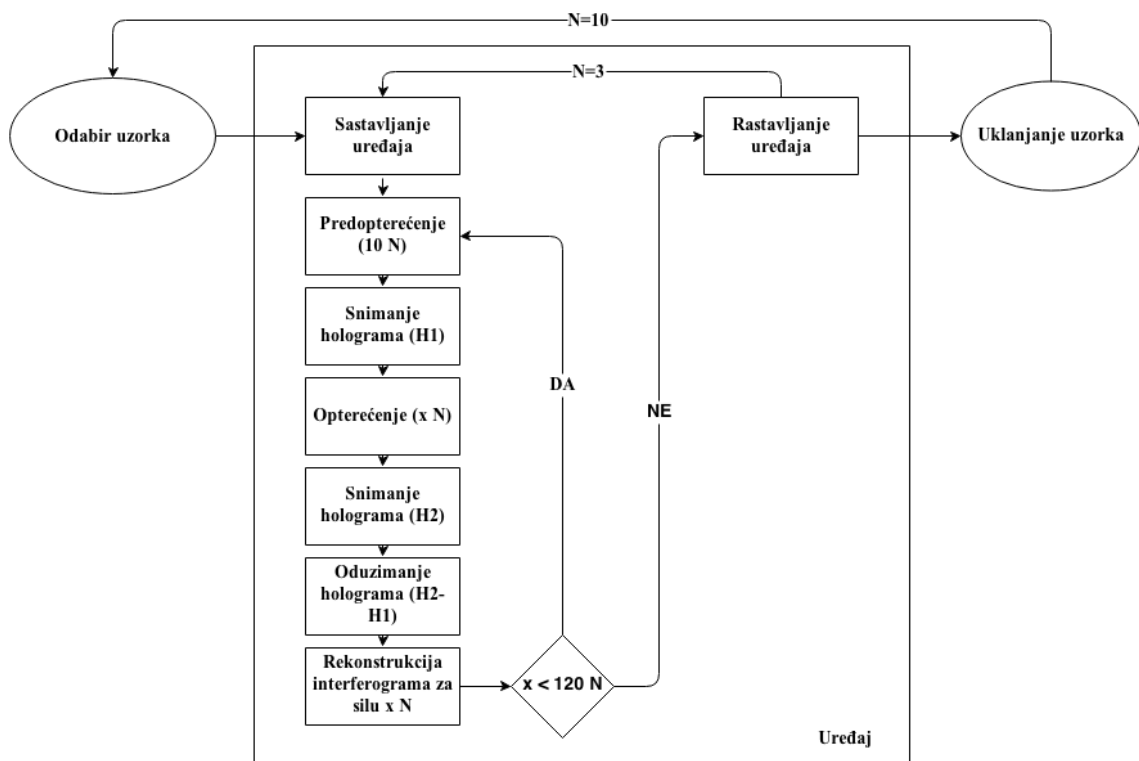 N=10
N=3
Odabir uzorka
Sastavljanje
uređaja
Rastavljanje
uređaja
Uklanjanje uzorka
Predopterećenje
(10 N)
Snimanje
holograma (H1)
DA
Opterećenje (x N)
NE
Snimanje
holograma (H2)
Oduzimanje
holograma (H2-
H1)
Rekonstrukcija
interferograma za
silu x N
x < 120 N
Uređaj